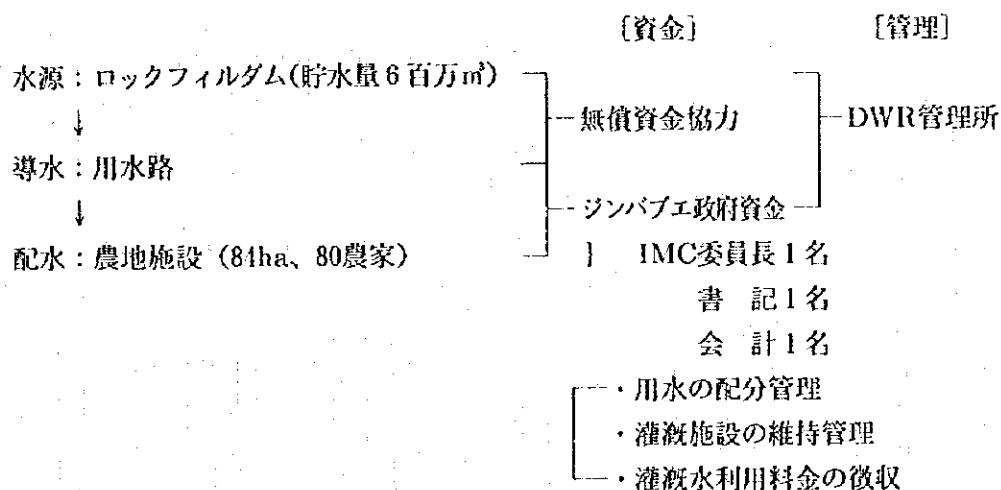 [資金] [管理]
水源：ロックフィルダム(貯水量6百万㎥)
↓
無償資金協力 DWR管理所
導水：用水路
↓
ジンバブエ政府資金
配水：農地施設（84ha、80農家） } IMC委員長1名
書 記1名
会 計1名
・用水の配分管理
・灌漑施設の維持管理
・灌漑水利用料金の徴収